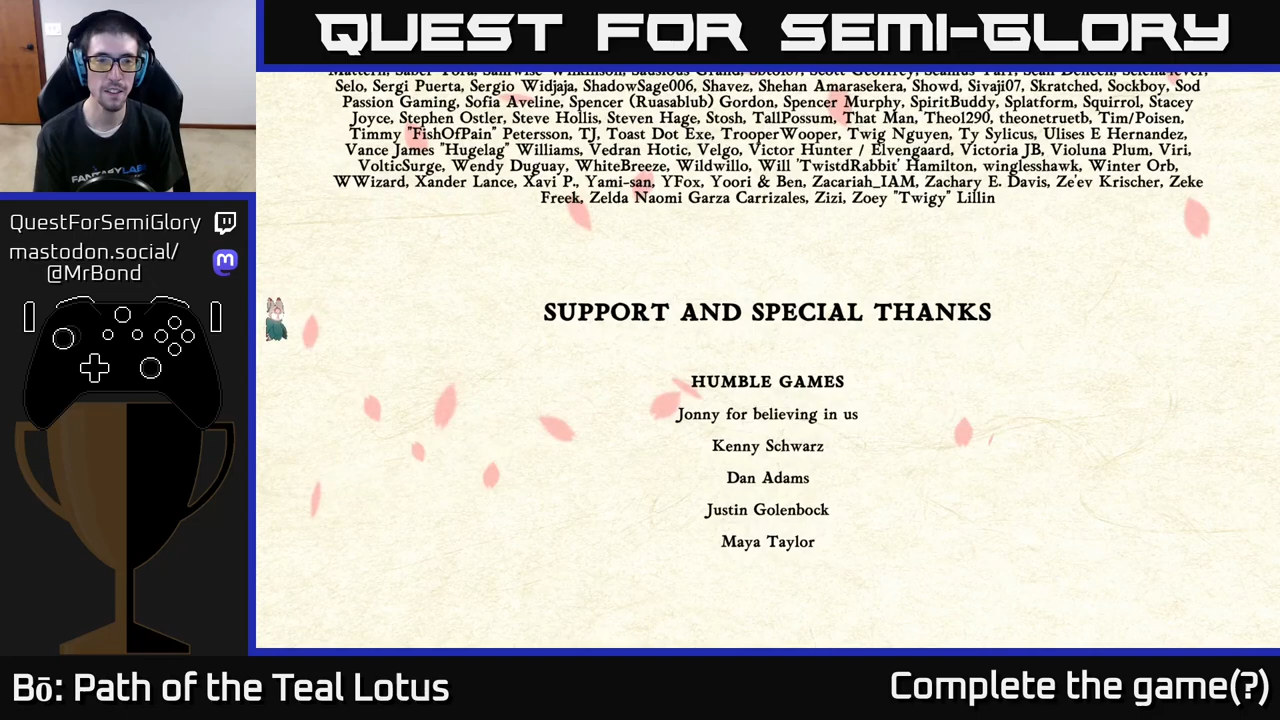 QUEST FOR SEMI-GLORY
Selo, Sergi Puerta, Sergio Widjaja, ShadowSage006, Shavez, Shehan Amarasekera, Showd, Sivaji07, Skratched, Sockboy, Sod
Passion Gaming, Sofia Aveline, Spencer (Ruasablub) Gordon, Spencer Murphy, SpiritBuddy, Splatform, Squirrol, Stacey
Joyce, Stephen Ostler, Steve Hollis, Steven Hage, Stosh, TallPossum, That Man, Theo1290, theonetruetb, Tim/Poisen,
Timmy "FishOfPain" Petersson, TJ, Toast Dot Exe, TrooperWooper, Twig Nguyen, Ty Sylicus, Ulises E Hernandez,
Vance James "Hugelag" Williams, Vedran Hotic, Velgo, Victor Hunter / Elvengaard, Victoria JB, Violuna Plum, Viri,
VolticSurge, Wendy Duguay, WhiteBreeze, Wildwillo, Will 'TwistdRabbit' Hamilton, winglesshawk, Winter Orb,
WWizard, Xander Lance, Xavi P., Yami-san, YFox, Yoori & Ben, Zacariah_IAM, Zachary E. Davis, Ze'ev Krischer, Zeke
Freek, Zelda Naomi Garza Carrizales, Zizi, Zoey "Twigy" Lillin
FANTASYLABS
QuestForSemiGlory
mastodon.social/
@MrBond
SUPPORT AND SPECIAL THANKS
HUMBLE GAMES
Jonny for believing in us
Kenny Schwarz
Dan Adams
Justin Golenbock
Maya Taylor
Bō: Path of the Teal Lotus
Complete the game(?)